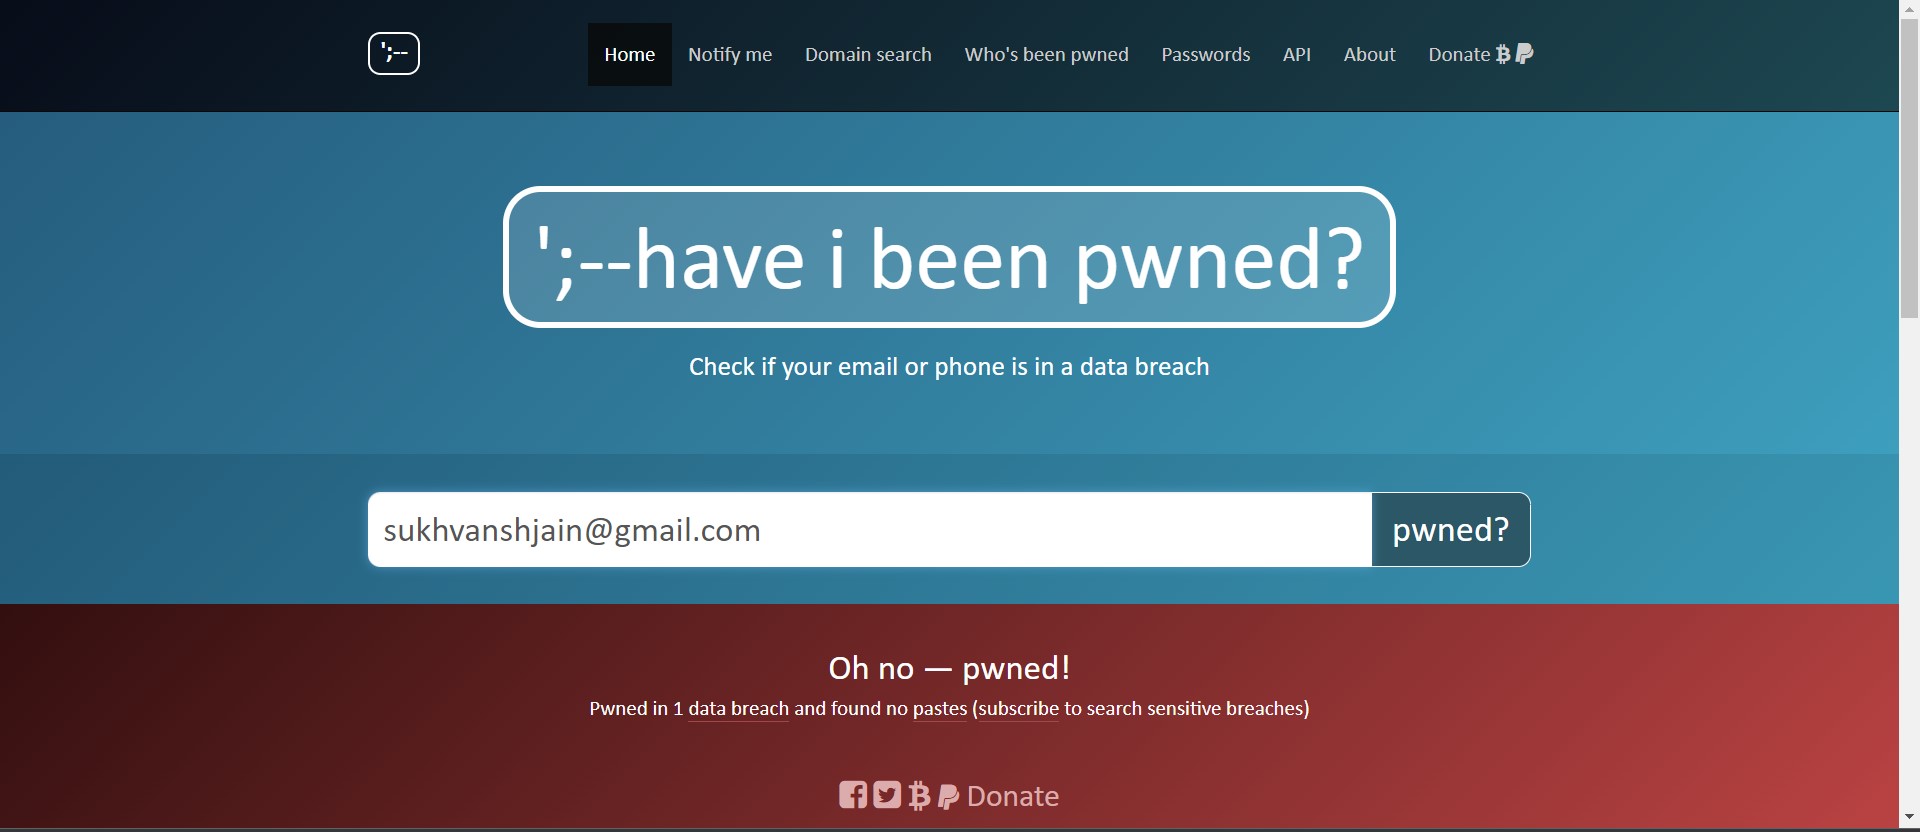 ';--
Home Notify me Domain search Who's been pwned Passwords API About Donate
';--have i been pwned?
Check if your email or phone is in a data breach
sukhvanshjain@gmail.com pwned?
Oh no — pwned!
Pwned in 1 data breach and found no pastes (subscribe to search sensitive breaches)
Donate